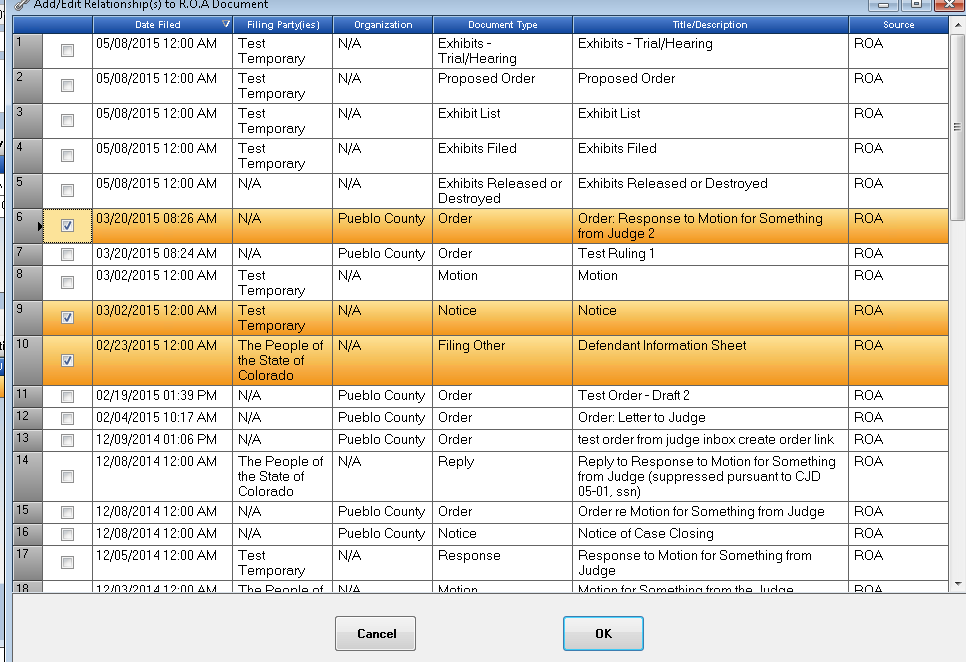 Add/Edit Relationship(s) to R.O.A Document
Date Filed Filing Party(ies) Organization Document Type Title/Description Source
1 05/08/2015 12:00 AM Test Temporary N/A Exhibits - Trial/Hearing Exhibits - Trial/Hearing ROA
2 05/08/2015 12:00 AM Test Temporary N/A Proposed Order Proposed Order ROA
3 05/08/2015 12:00 AM Test Temporary N/A Exhibit List Exhibit List ROA
4 05/08/2015 12:00 AM Test Temporary N/A Exhibits Filed Exhibits Filed ROA
5 05/08/2015 12:00 AM N/A N/A Exhibits Released or Destroyed Exhibits Released or Destroyed ROA
6 03/20/2015 08:26 AM N/A Pueblo County Order Order: Response to Motion for Something from Judge 2 ROA
7 03/20/2015 08:24 AM N/A Pueblo County Order Test Ruling 1 ROA
8 03/02/2015 12:00 AM Test Temporary N/A Motion Motion ROA
9 03/02/2015 12:00 AM Test Temporary N/A Notice Notice ROA
10 02/23/2015 12:00 AM The People of the State of Colorado N/A Filing Other Defendant Information Sheet ROA
11 02/19/2015 01:39 PM N/A Pueblo County Order Test Order - Draft 2 ROA
12 02/04/2015 10:17 AM N/A Pueblo County Order Order: Letter to Judge ROA
13 12/09/2014 01:06 PM N/A Pueblo County Order test order from judge inbox create order link ROA
14 12/08/2014 12:00 AM The People of the State of Colorado N/A Reply Reply to Response to Motion for Something from Judge (suppressed pursuant to CJD 05-01, ssn) ROA
15 12/08/2014 12:00 AM N/A Pueblo County Order Order re Motion for Something from Judge ROA
16 12/08/2014 12:00 AM N/A Pueblo County Notice Notice of Case Closing ROA
17 12/05/2014 12:00 AM Test Temporary N/A Response Response to Motion for Something from Judge ROA
18 12/03/2014 12:00 AM The People of N/A Motion Motion for Something from the Judge ROA
Cancel OK